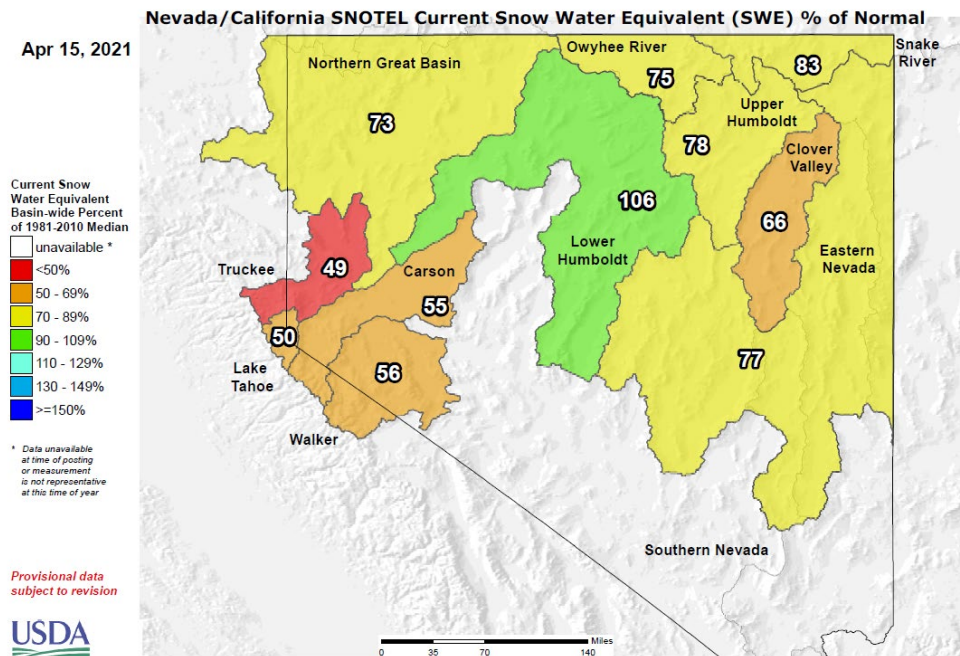 Nevada/California SNOTEL Current Snow Water Equivalent (SWE) % of Normal
Apr 15, 2021
Northern Great Basin
73
Owyhee River
75
83
Snake
River
Upper
Humboldt
78
Clover
Valley
66
106
Lower
Humboldt
Eastern
Nevada
77
Truckee
49
Carson
55
50
Lake
Tahoe
56
Walker
Southern Nevada
Current Snow
Water Equivalent
Basin-wide Percent
of 1981-2010 Median
unavailable *
<50%
50 - 69%
70 - 89%
90 - 109%
110 - 129%
130 - 149%
>=150%
* Data unavailable
at time of posting
or measurement
is not representative
at this time of year
Provisional data
subject to revision
USDA
Miles
0 35 70 140